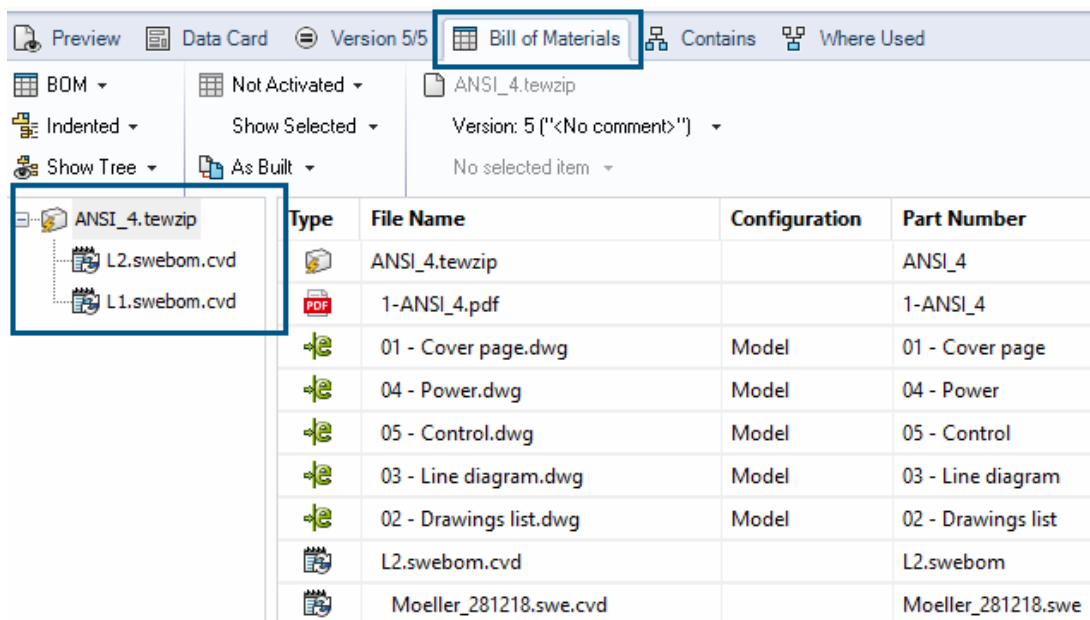 Preview Data Card Version 5/5 Bill of Materials Contains Where Used
BOM Not Activated ANSI_4.tewzip
Indented Show Selected Version: 5 ("<No comment>")
Show Tree As Built No selected item
ANSI_4.tewzip
L2.swebom.cvd
L1.swebom.cvd
Type File Name Configuration Part Number
ANSI_4.tewzip ANSI_4
PDF 1-ANSI_4.pdf 1-ANSI_4
01 - Cover page.dwg Model 01 - Cover page
04 - Power.dwg Model 04 - Power
05 - Control.dwg Model 05 - Control
03 - Line diagram.dwg Model 03 - Line diagram
02 - Drawings list.dwg Model 02 - Drawings list
L2.swebom.cvd L2.swebom
Moeller_281218.swe.cvd Moeller_281218.swe